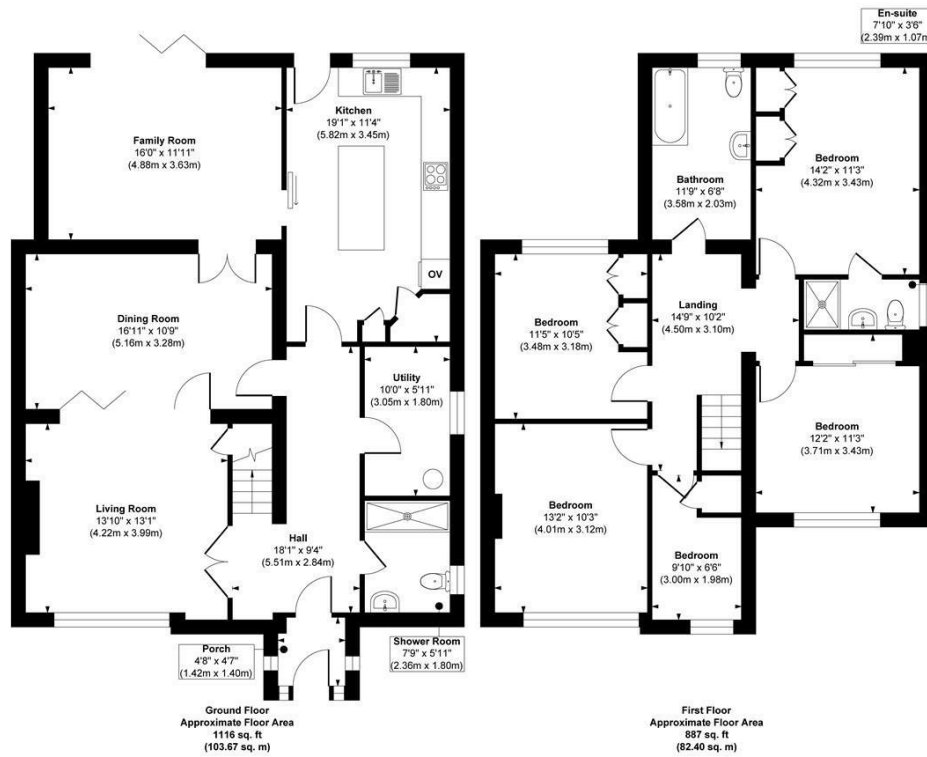 Family Room
16'0" x 11'11"
(4.88m x 3.63m)
Kitchen
19'1" x 11'4"
(5.82m x 3.45m)
OV
Dining Room
16'11" x 10'9"
(5.16m x 3.28m)
Utility
10'0" x 5'11"
(3.05m x 1.80m)
Living Room
13'10" x 13'1"
(4.22m x 3.99m)
Hall
18'1" x 9'4"
(5.51m x 2.84m)
Porch
4'8" x 4'7"
(1.42m x 1.40m)
Shower Room
7'9" x 5'11"
(2.36m x 1.80m)
Ground Floor
Approximate Floor Area
1116 sq. ft
(103.67 sq. m)
En-suite
7'10" x 3'6"
(2.39m x 1.07m)
Bathroom
11'9" x 6'8"
(3.58m x 2.03m)
Bedroom
14'2" x 11'3"
(4.32m x 3.43m)
Bedroom
11'5" x 10'5"
(3.48m x 3.18m)
Landing
14'9" x 10'2"
(4.50m x 3.10m)
Bedroom
12'2" x 11'3"
(3.71m x 3.43m)
Bedroom
13'2" x 10'3"
(4.01m x 3.12m)
Bedroom
9'10" x 6'6"
(3.00m x 1.98m)
First Floor
Approximate Floor Area
887 sq. ft
(82.40 sq. m)